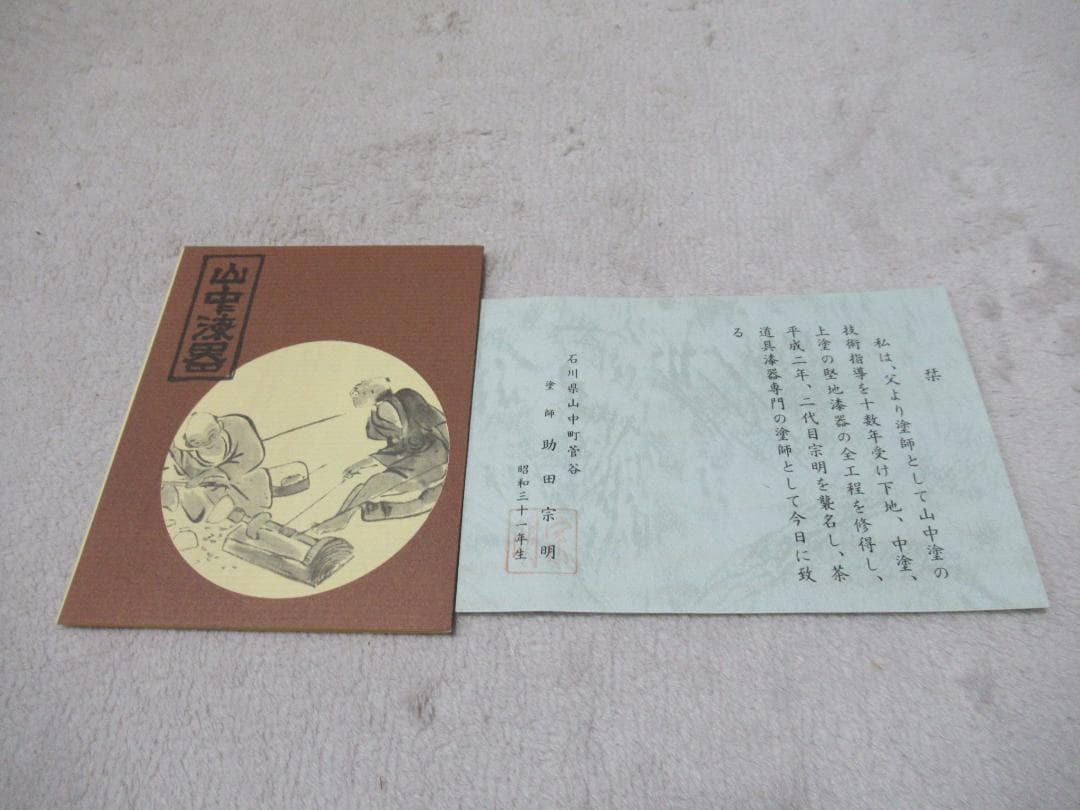 山中漆器
栞
私は、父より塗師として山中塗の
技術指導を十数年受け下地、中塗、
上塗の堅地漆器の全工程を修得し、
平成二年、二代目宗明を襲名し、茶
道具漆器専門の塗師として今日に致
る
石川県山中町菅谷
塗師 助田宗明
昭和三十一年生